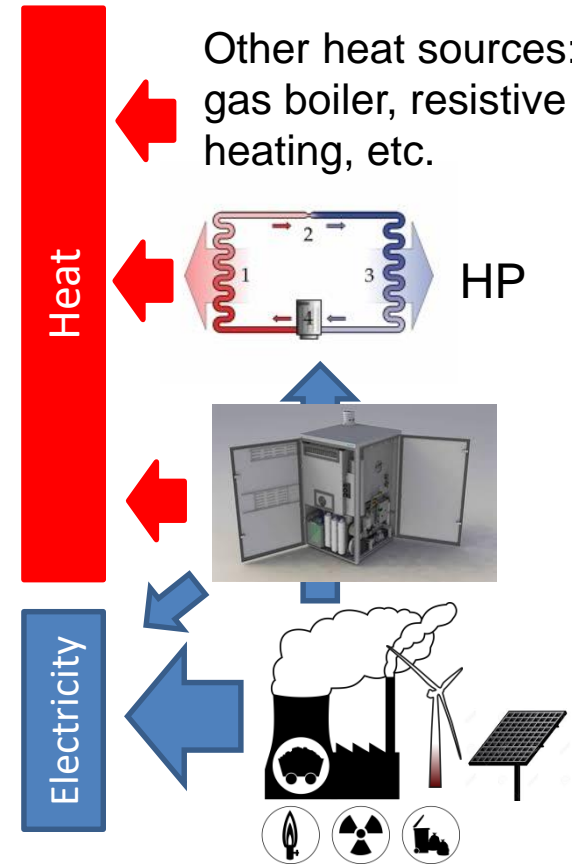 Other heat sources:
gas boiler, resistive
heating, etc.
Heat
2
1
3
HP
4
Electricity